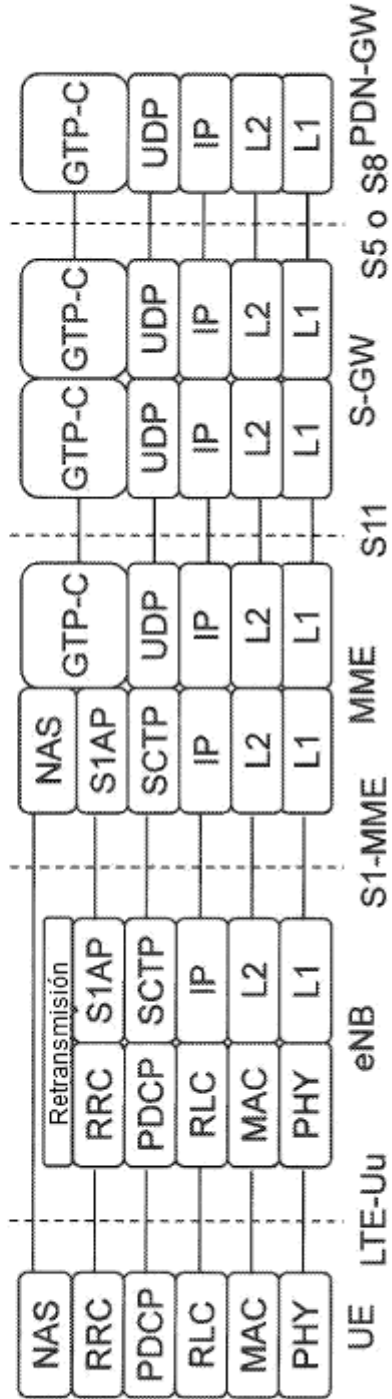 NAS
RRC
PDCP
RLC
MAC
PHY
UE
LTE-Uu
Retransmisión
RRC
PDCP
RLC
MAC
PHY
S1AP
SCTP
IP
L2
L1
eNB
S1-MME
NAS
S1AP
SCTP
IP
L2
L1
GTP-C
UDP
IP
L2
L1
MME
S11
GTP-C
UDP
IP
L2
L1
GTP-C
UDP
IP
L2
L1
S-GW
S5 o S8
GTP-C
UDP
IP
L2
L1
PDN-GW